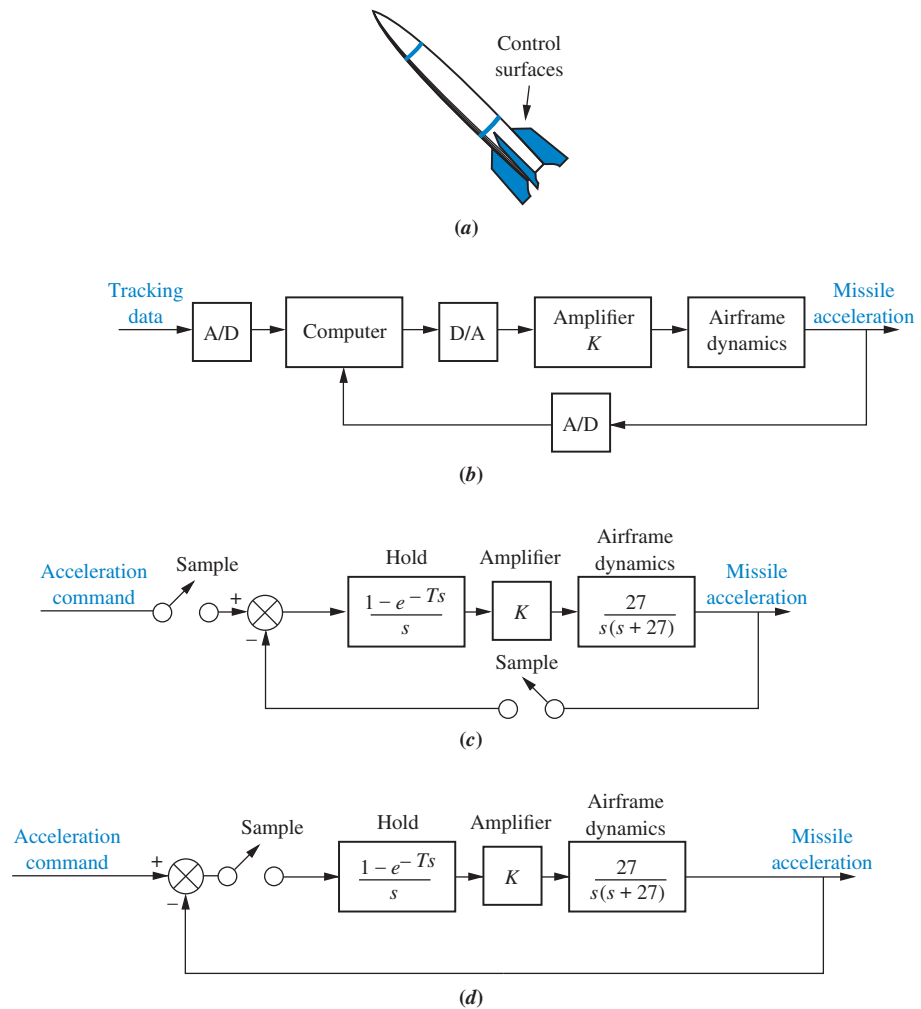 Control
surfaces
(a)
Tracking
data
A/D
Computer
D/A
Amplifier
K
Airframe
dynamics
Missile
acceleration
A/D
(b)
Acceleration
command
Sample
+
−
Hold
1 − e^−Ts
s
Amplifier
K
Airframe
dynamics
27
s(s + 27)
Missile
acceleration
Sample
(c)
Acceleration
command
+
−
Sample
Hold
1 − e^−Ts
s
Amplifier
K
Airframe
dynamics
27
s(s + 27)
Missile
acceleration
(d)